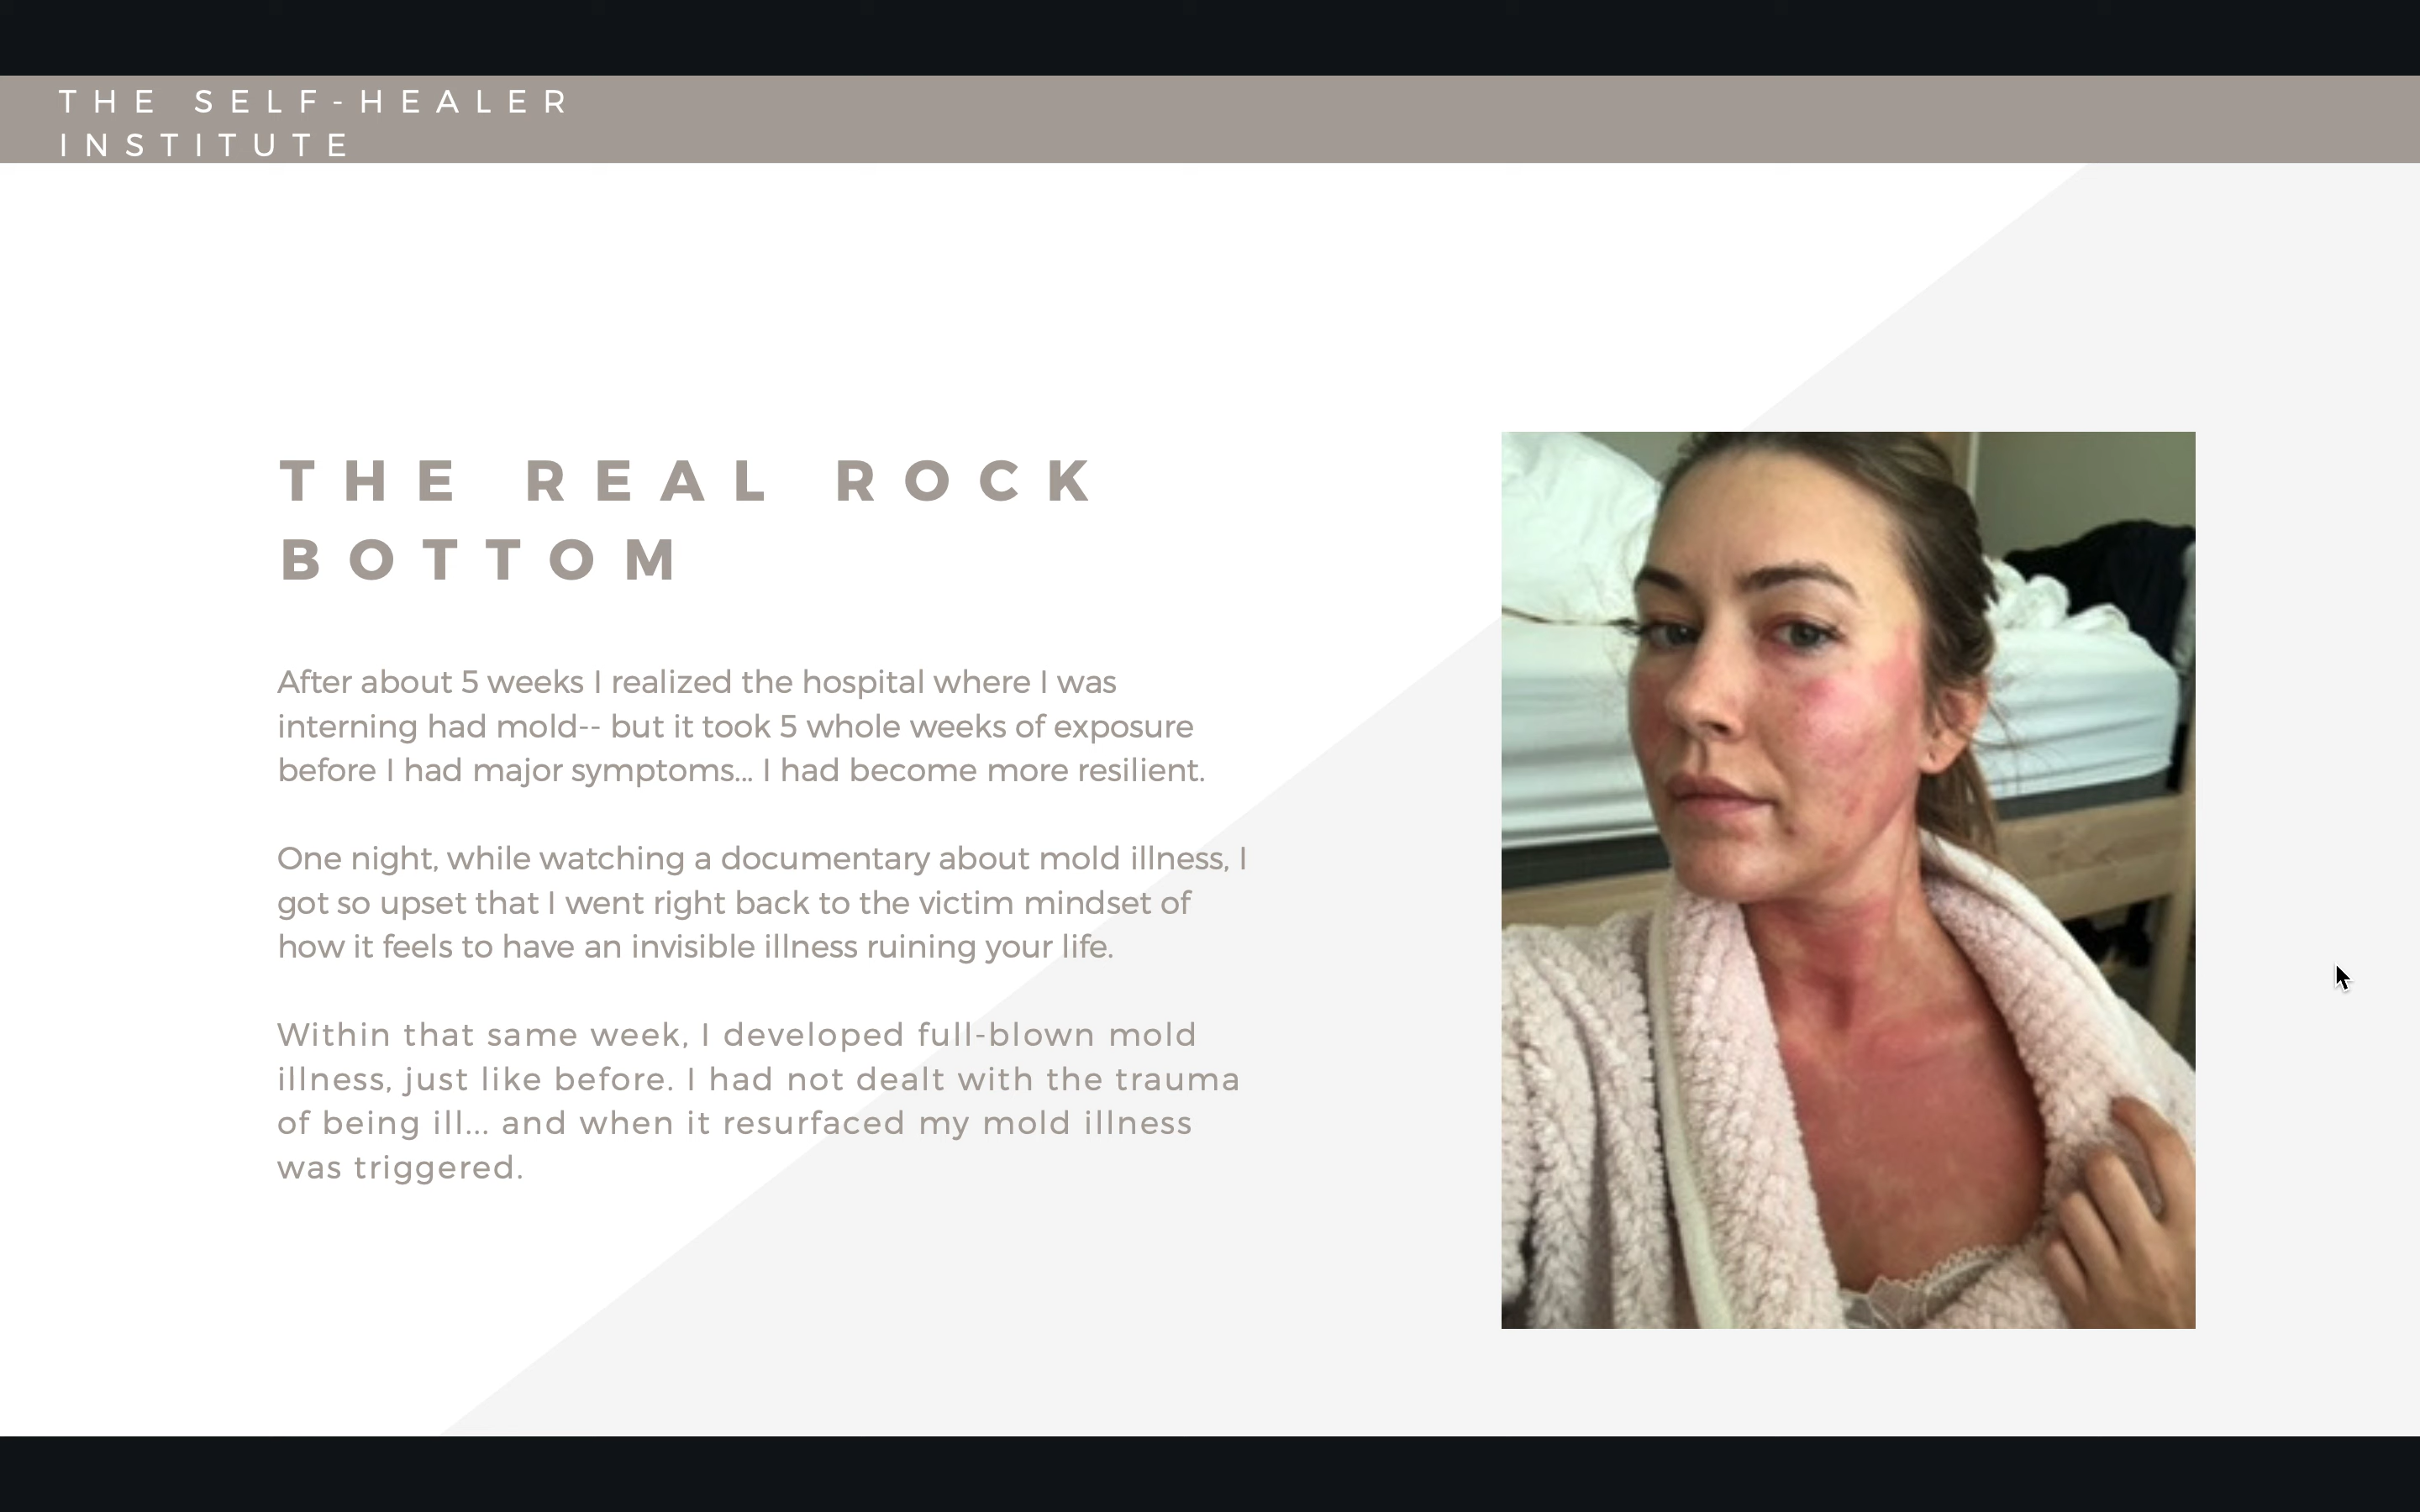 THE SELF-HEALER
INSTITUTE
THE REAL ROCK
BOTTOM
After about 5 weeks I realized the hospital where I was
interning had mold-- but it took 5 whole weeks of exposure
before I had major symptoms... I had become more resilient.
One night, while watching a documentary about mold illness, I
got so upset that I went right back to the victim mindset of
how it feels to have an invisible illness ruining your life.
Within that same week, I developed full-blown mold
illness, just like before. I had not dealt with the trauma
of being ill... and when it resurfaced my mold illness
was triggered.